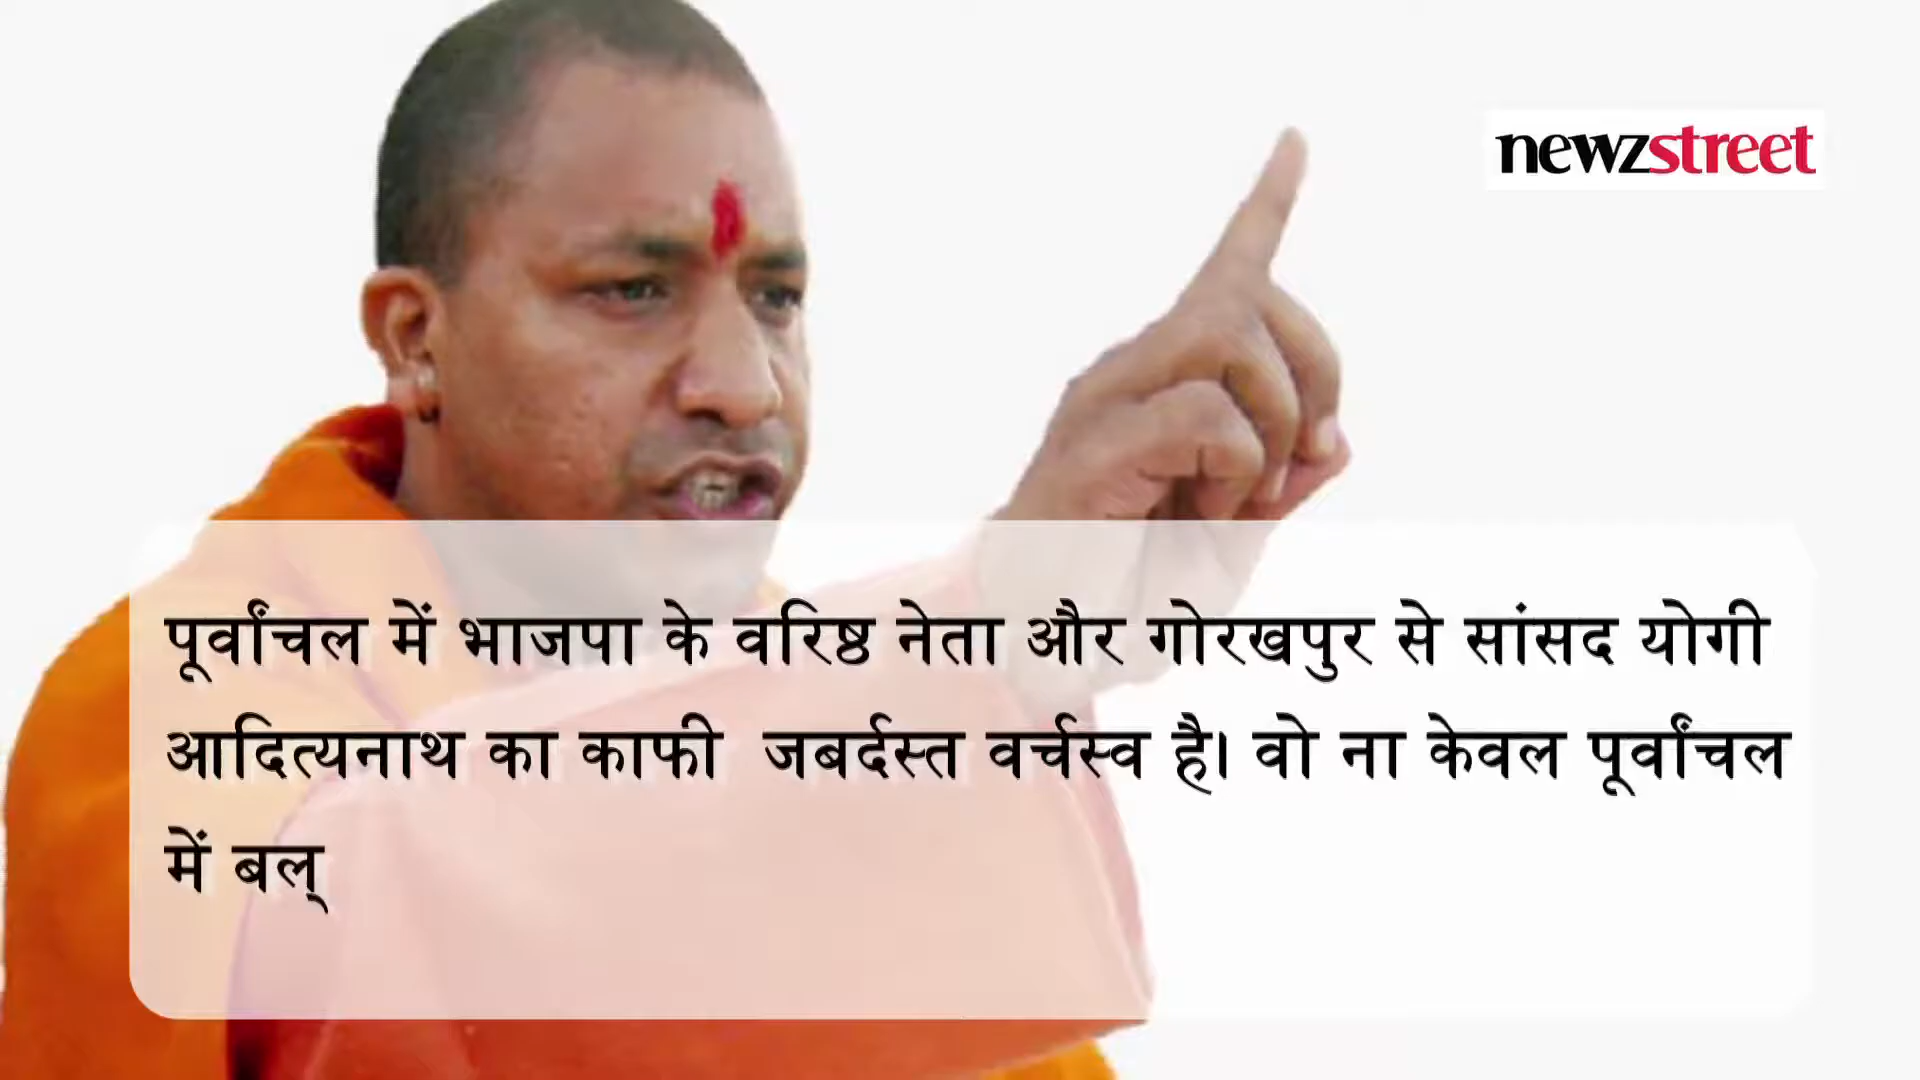 newzstreet
पूर्वांचल में भाजपा के वरिष्ठ नेता और गोरखपुर से सांसद योगी
आदित्यनाथ का काफी जबर्दस्त वर्चस्व है। वो ना केवल पूर्वांचल
में बल्